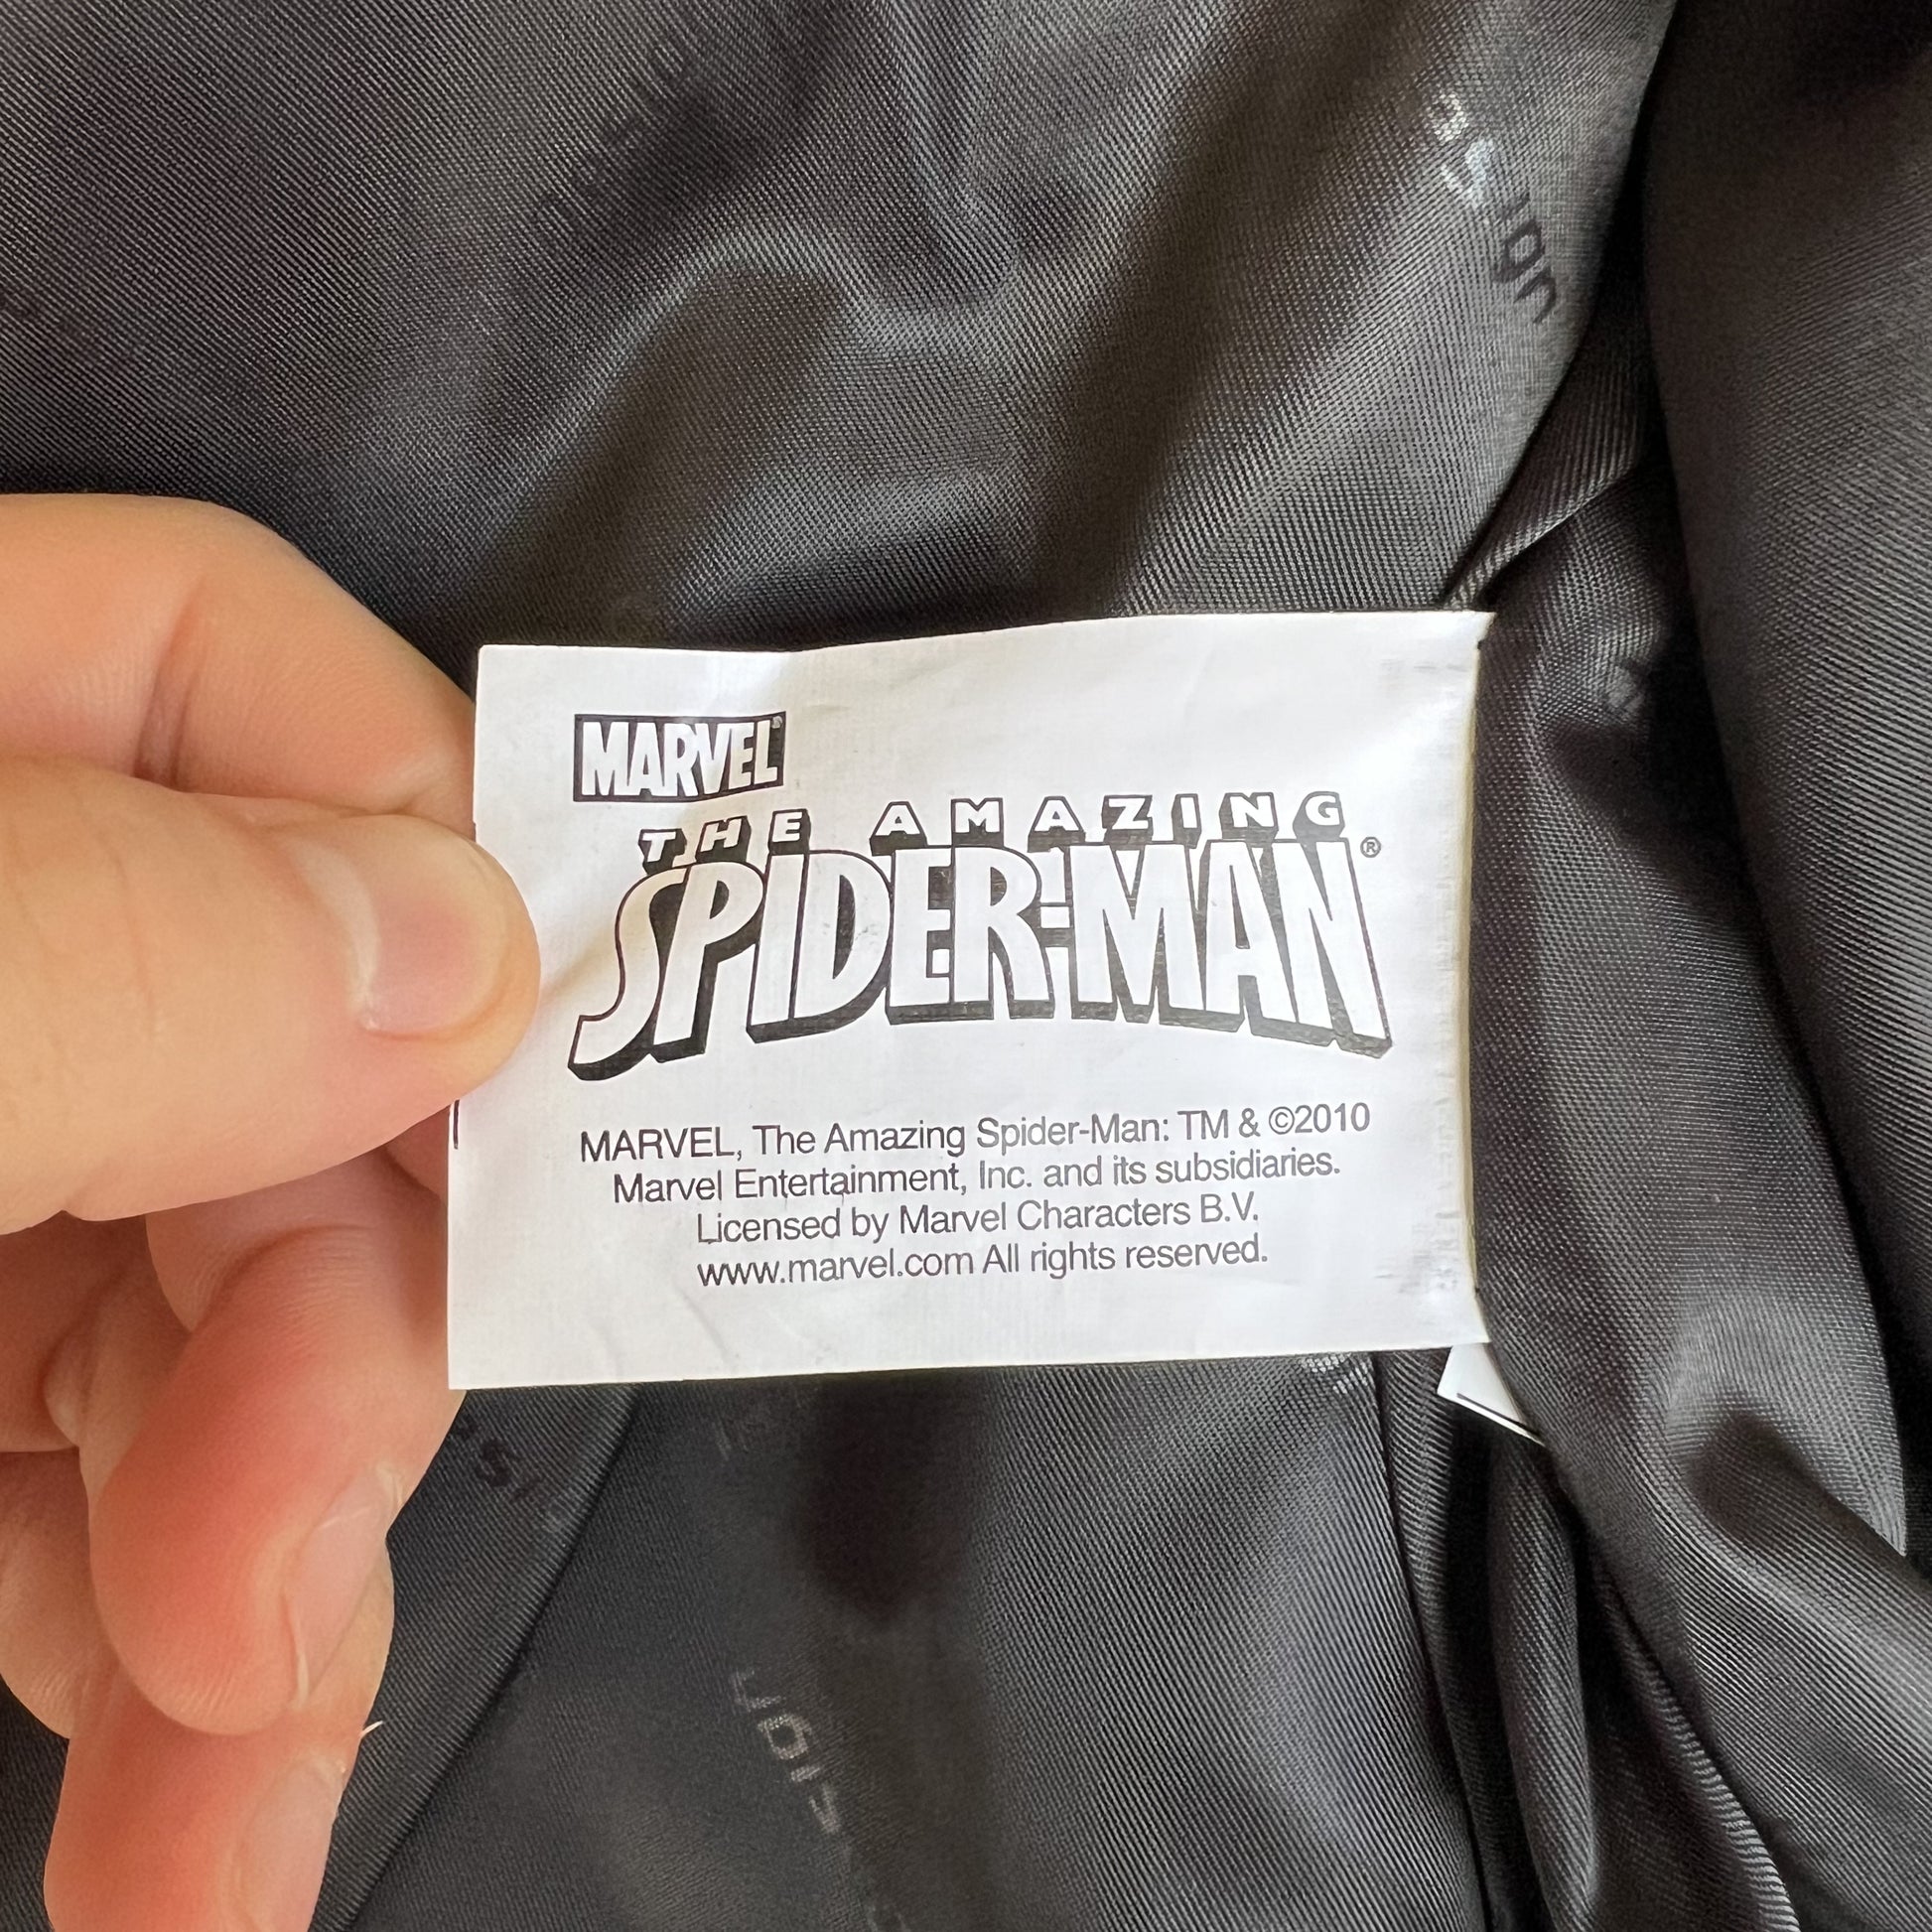 MARVEL®
THE AMAZING
SPIDER-MAN®
MARVEL, The Amazing Spider-Man: TM & ©2010
Marvel Entertainment, Inc. and its subsidiaries.
Licensed by Marvel Characters B.V.
www.marvel.com All rights reserved.